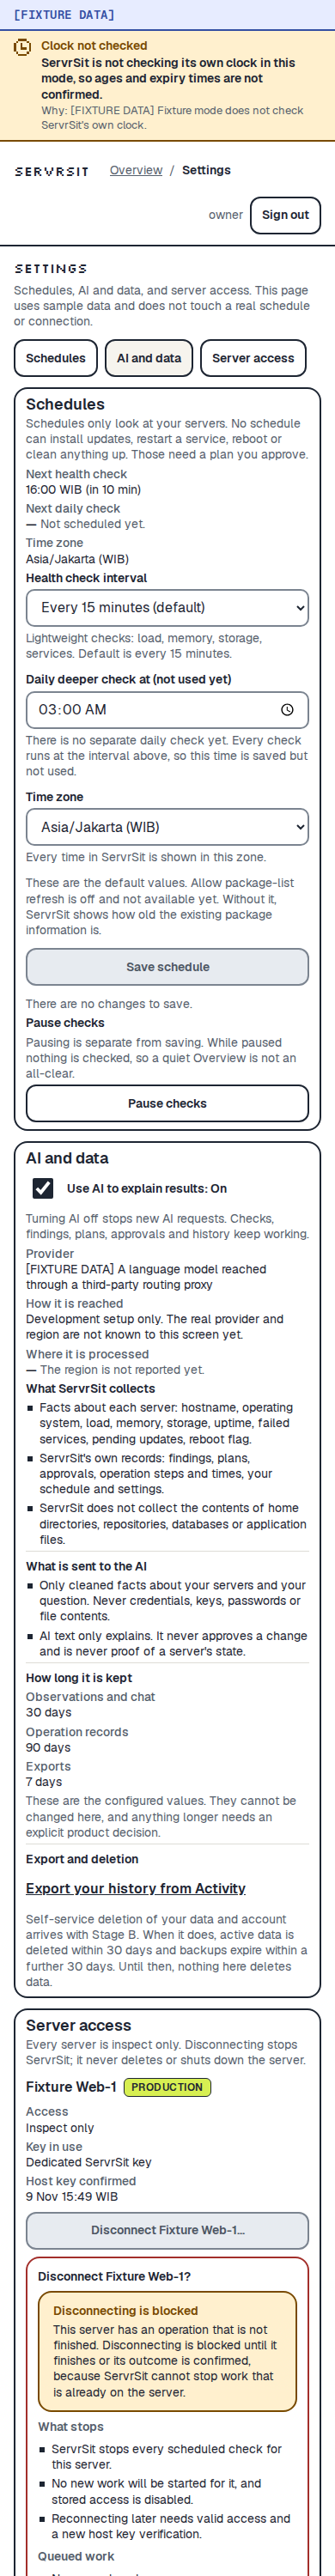 [FIXTURE DATA]
Clock not checked
ServrSit is not checking its own clock in this
mode, so ages and expiry times are not
confirmed.
Why: [FIXTURE DATA] Fixture mode does not check
ServrSit's own clock.
SERVRSIT
Overview / Settings
owner
Sign out
SETTINGS
Schedules, AI and data, and server access. This page
uses sample data and does not touch a real schedule
or connection.
Schedules
AI and data
Server access
Schedules
Schedules only look at your servers. No schedule
can install updates, restart a service, reboot or
clean anything up. Those need a plan you approve.
Next health check
16:00 WIB (in 10 min)
Next daily check
— Not scheduled yet.
Time zone
Asia/Jakarta (WIB)
Health check interval
Every 15 minutes (default)
Lightweight checks: load, memory, storage,
services. Default is every 15 minutes.
Daily deeper check at (not used yet)
03:00 AM
There is no separate daily check yet. Every check
runs at the interval above, so this time is saved but
not used.
Time zone
Asia/Jakarta (WIB)
Every time in ServrSit is shown in this zone.
These are the default values. Allow package-list
refresh is off and not available yet. Without it,
ServrSit shows how old the existing package
information is.
Save schedule
There are no changes to save.
Pause checks
Pausing is separate from saving. While paused
nothing is checked, so a quiet Overview is not an
all-clear.
Pause checks
AI and data
Use AI to explain results: On
Turning AI off stops new AI requests. Checks,
findings, plans, approvals and history keep working.
Provider
[FIXTURE DATA] A language model reached
through a third-party routing proxy
How it is reached
Development setup only. The real provider and
region are not known to this screen yet.
Where it is processed
— The region is not reported yet.
What ServrSit collects
Facts about each server: hostname, operating
system, load, memory, storage, uptime, failed
services, pending updates, reboot flag.
ServrSit's own records: findings, plans,
approvals, operation steps and times, your
schedule and settings.
ServrSit does not collect the contents of home
directories, repositories, databases or application
files.
What is sent to the AI
Only cleaned facts about your servers and your
question. Never credentials, keys, passwords or
file contents.
AI text only explains. It never approves a change
and is never proof of a server's state.
How long it is kept
Observations and chat
30 days
Operation records
90 days
Exports
7 days
These are the configured values. They cannot be
changed here, and anything longer needs an
explicit product decision.
Export and deletion
Export your history from Activity
Self-service deletion of your data and account
arrives with Stage B. When it does, active data is
deleted within 30 days and backups expire within a
further 30 days. Until then, nothing here deletes
data.
Server access
Every server is inspect only. Disconnecting stops
ServrSit; it never deletes or shuts down the server.
Fixture Web-1 PRODUCTION
Access
Inspect only
Key in use
Dedicated ServrSit key
Host key confirmed
9 Nov 15:49 WIB
Disconnect Fixture Web-1...
Disconnect Fixture Web-1?
Disconnecting is blocked
This server has an operation that is not
finished. Disconnecting is blocked until it
finishes or its outcome is confirmed,
because ServrSit cannot stop work that
is already on the server.
What stops
ServrSit stops every scheduled check for
this server.
No new work will be started for it, and
stored access is disabled.
Reconnecting later needs valid access and
a new host key verification.
Queued work